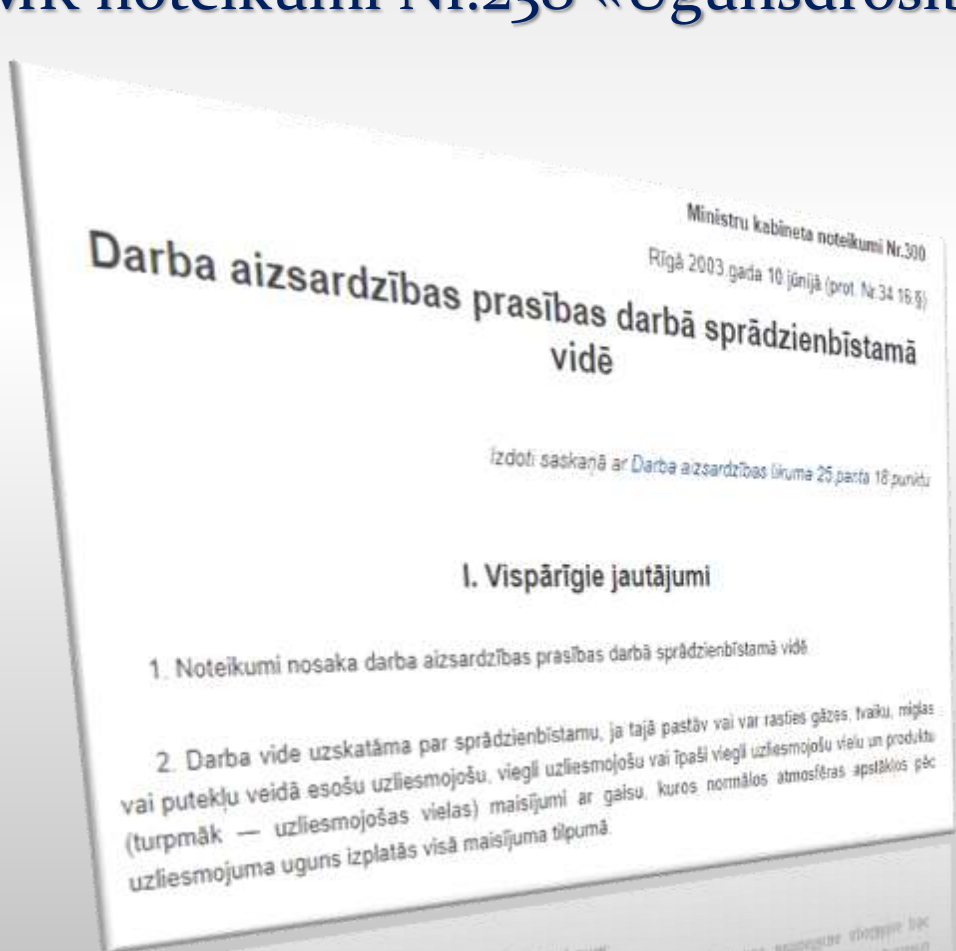 MK noteikumi Nr.238 «Ugunsdrošīb
Ministru kabineta noteikumi Nr.300
Rīgā 2003.gada 10.jūnijā (prot. Nr.34 16.§)
Darba aizsardzības prasības darbā sprādzienbīstamā
vidē
Izdoti saskaņā ar Darba aizsardzības likuma 25.panta 18.punktu
I. Vispārīgie jautājumi
1. Noteikumi nosaka darba aizsardzības prasības darbā sprādzienbīstamā vidē.
2. Darba vide uzskatāma par sprādzienbīstamu, ja tajā pastāv vai var rasties gāzes, tvaiku, miglas
vai putekļu veidā esošu uzliesmojošu, viegli uzliesmojošu vai īpaši viegli uzliesmojošu vielu un produktu
(turpmāk — uzliesmojošas vielas) maisījumi ar gaisu, kuros normālos atmosfēras apstākļos pēc
uzliesmojuma uguns izplatās visā maisījuma tilpumā.